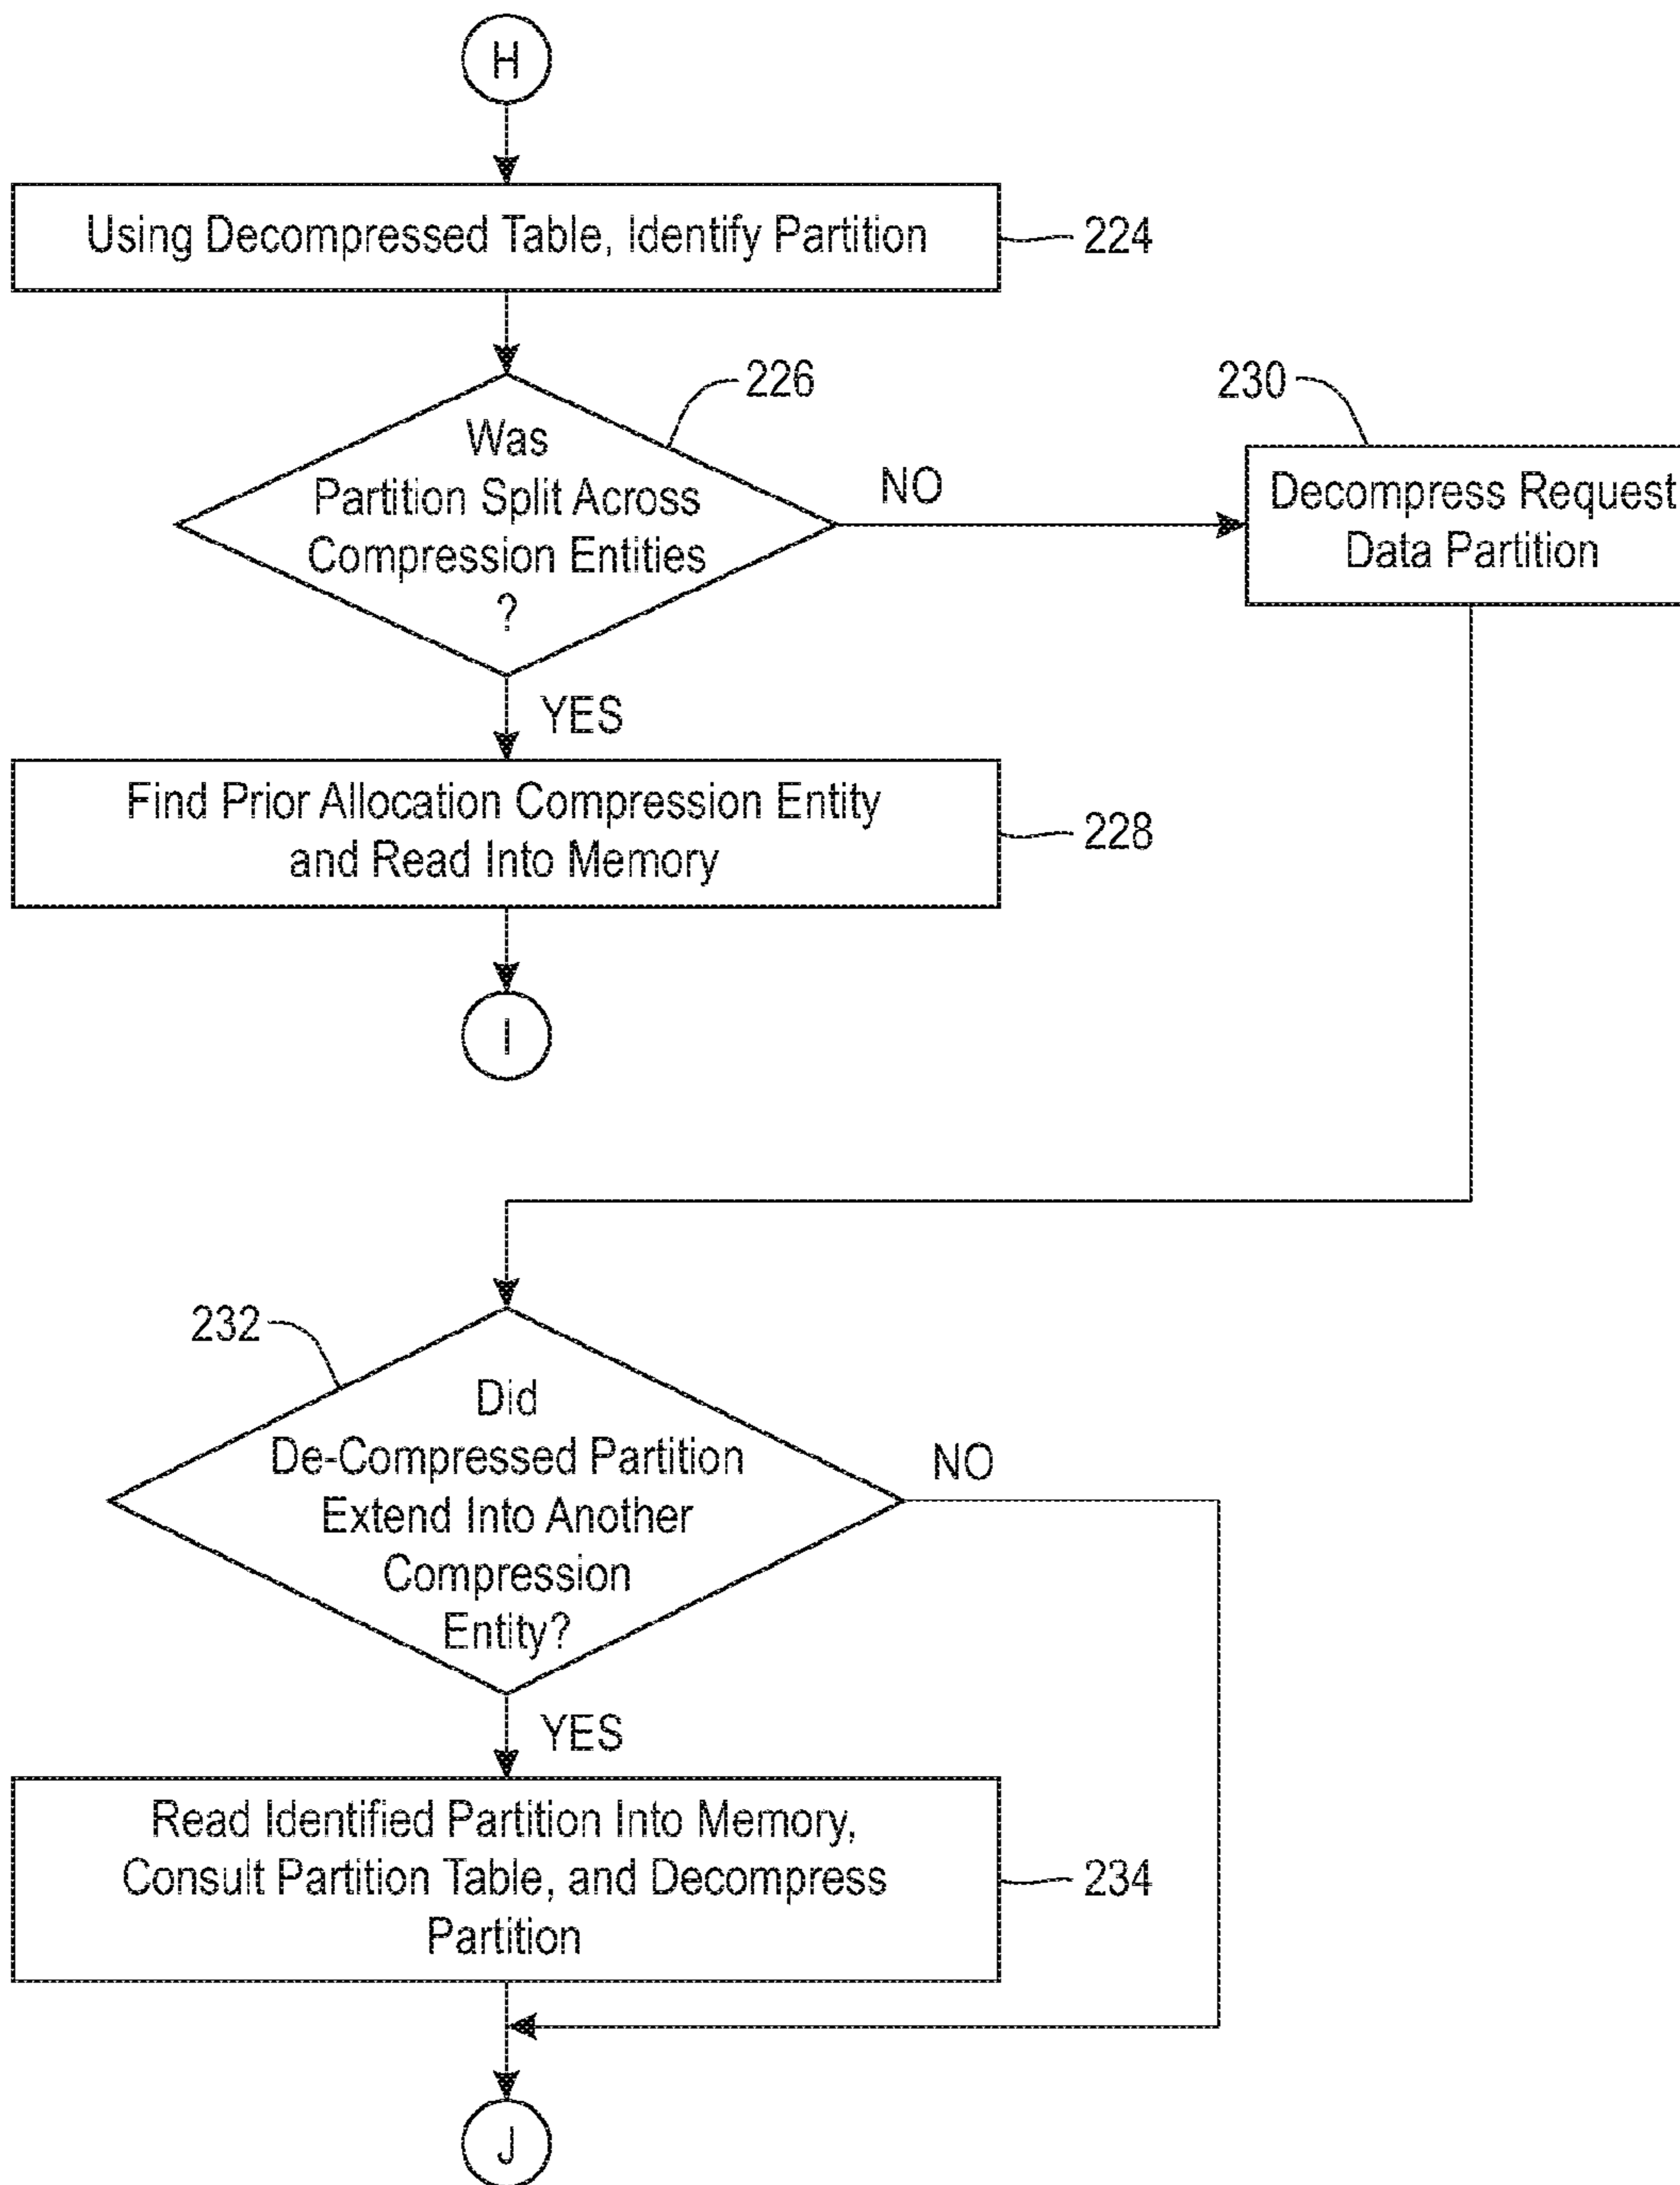 H
Using Decompressed Table, Identify Partition
224
226
Was
Partition Split Across
Compression Entities
?
NO
230
Decompress Request
Data Partition
YES
Find Prior Allocation Compression Entity
and Read Into Memory
228
I
232
Did
De-Compressed Partition
Extend Into Another
Compression
Entity?
NO
YES
Read Identified Partition Into Memory,
Consult Partition Table, and Decompress
Partition
234
J